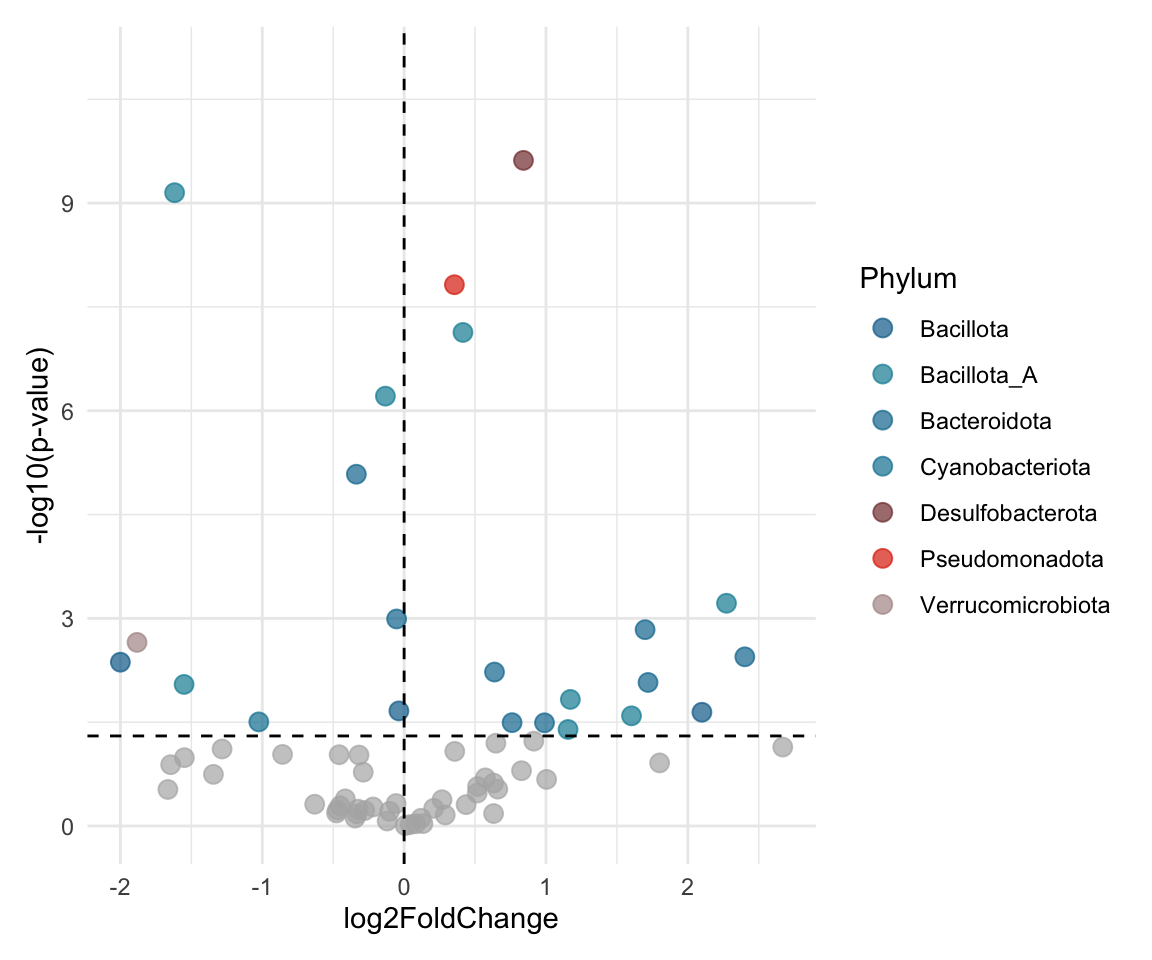 -log10(p-value)
9
6
3
0
-2
-1
0
1
2
log2FoldChange
Phylum
Bacillota
Bacillota_A
Bacteroidota
Cyanobacteriota
Desulfobacterota
Pseudomonadota
Verrucomicrobiota